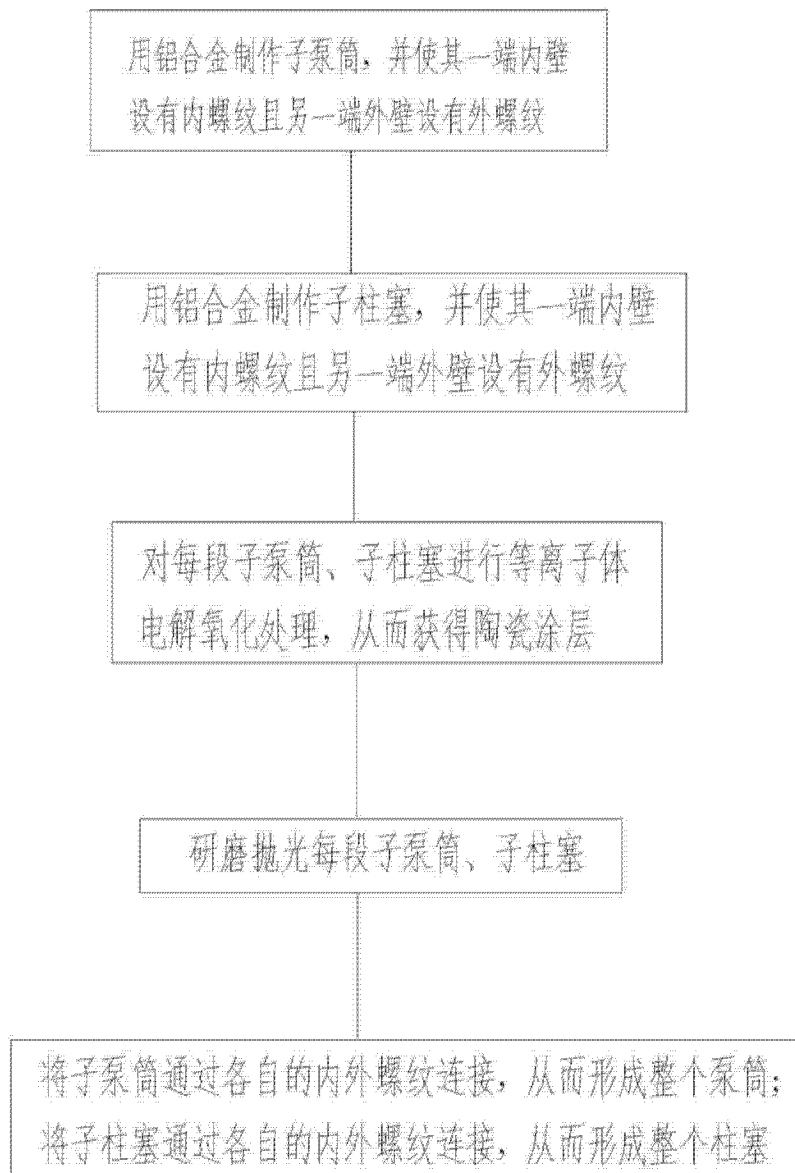 用铝合金制作子泵筒，并使其一端内壁
设有内螺纹且另一端外壁设有外螺纹
用铝合金制作子柱塞，并使其一端内壁
设有内螺纹且另一端外壁设有外螺纹
对每段子泵筒、子柱塞进行等离子体
电解氧化处理，从而获得陶瓷涂层
研磨抛光每段子泵筒、子柱塞
将子泵筒通过各自的内外螺纹连接，从而形成整个泵筒；
将子柱塞通过各自的内外螺纹连接，从而形成整个柱塞